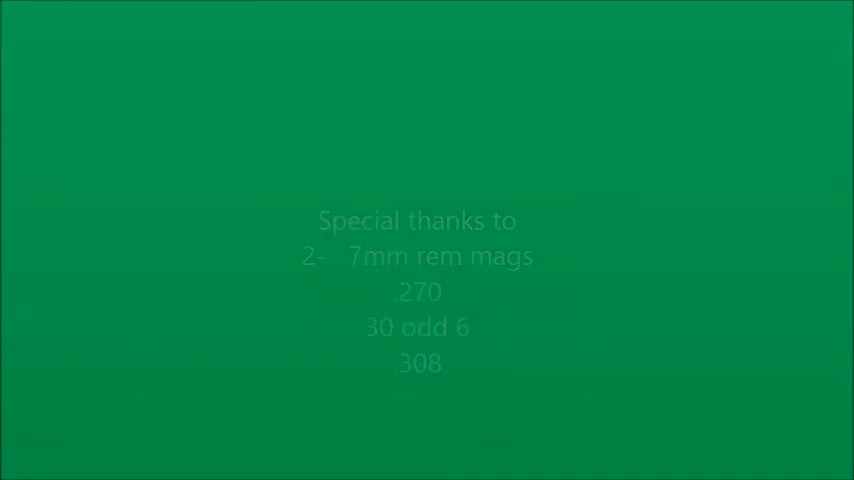 Special thanks to
2- 7mm rem mags
.270
30 odd 6
.308